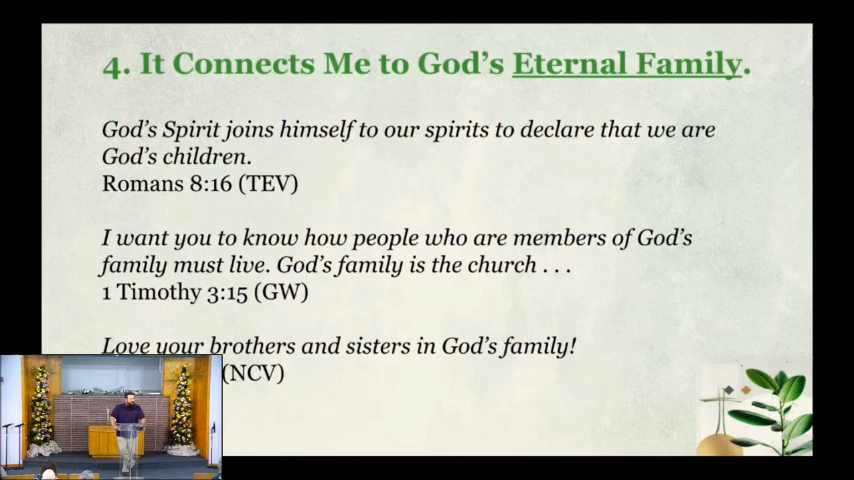 4. It Connects Me to God's Eternal Family.
God's Spirit joins himself to our spirits to declare that we are
God's children.
Romans 8:16 (TEV)
I want you to know how people who are members of God's
family must live. God's family is the church . . .
1 Timothy 3:15 (GW)
Love your brothers and sisters in God's family!
(NCV)